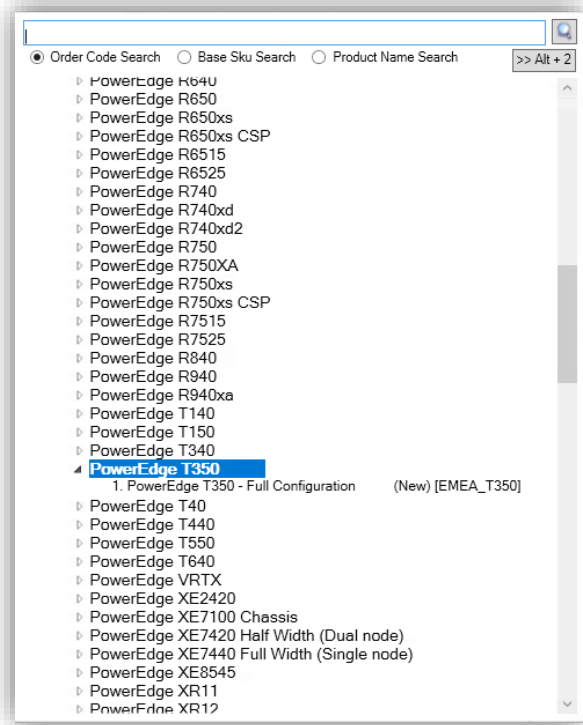 Order Code Search Base Sku Search Product Name Search >> Alt + 2
PowerEdge R640
PowerEdge R650
PowerEdge R650xs
PowerEdge R650xs CSP
PowerEdge R6515
PowerEdge R6525
PowerEdge R740
PowerEdge R740xd
PowerEdge R740xd2
PowerEdge R750
PowerEdge R750XA
PowerEdge R750xs
PowerEdge R750xs CSP
PowerEdge R7515
PowerEdge R7525
PowerEdge R840
PowerEdge R940
PowerEdge R940xa
PowerEdge T140
PowerEdge T150
PowerEdge T340
PowerEdge T350
1. PowerEdge T350 - Full Configuration (New) [EMEA_T350]
PowerEdge T40
PowerEdge T440
PowerEdge T550
PowerEdge T640
PowerEdge VRTX
PowerEdge XE2420
PowerEdge XE7100 Chassis
PowerEdge XE7420 Half Width (Dual node)
PowerEdge XE7440 Full Width (Single node)
PowerEdge XE8545
PowerEdge XR11
PowerEdge XR12